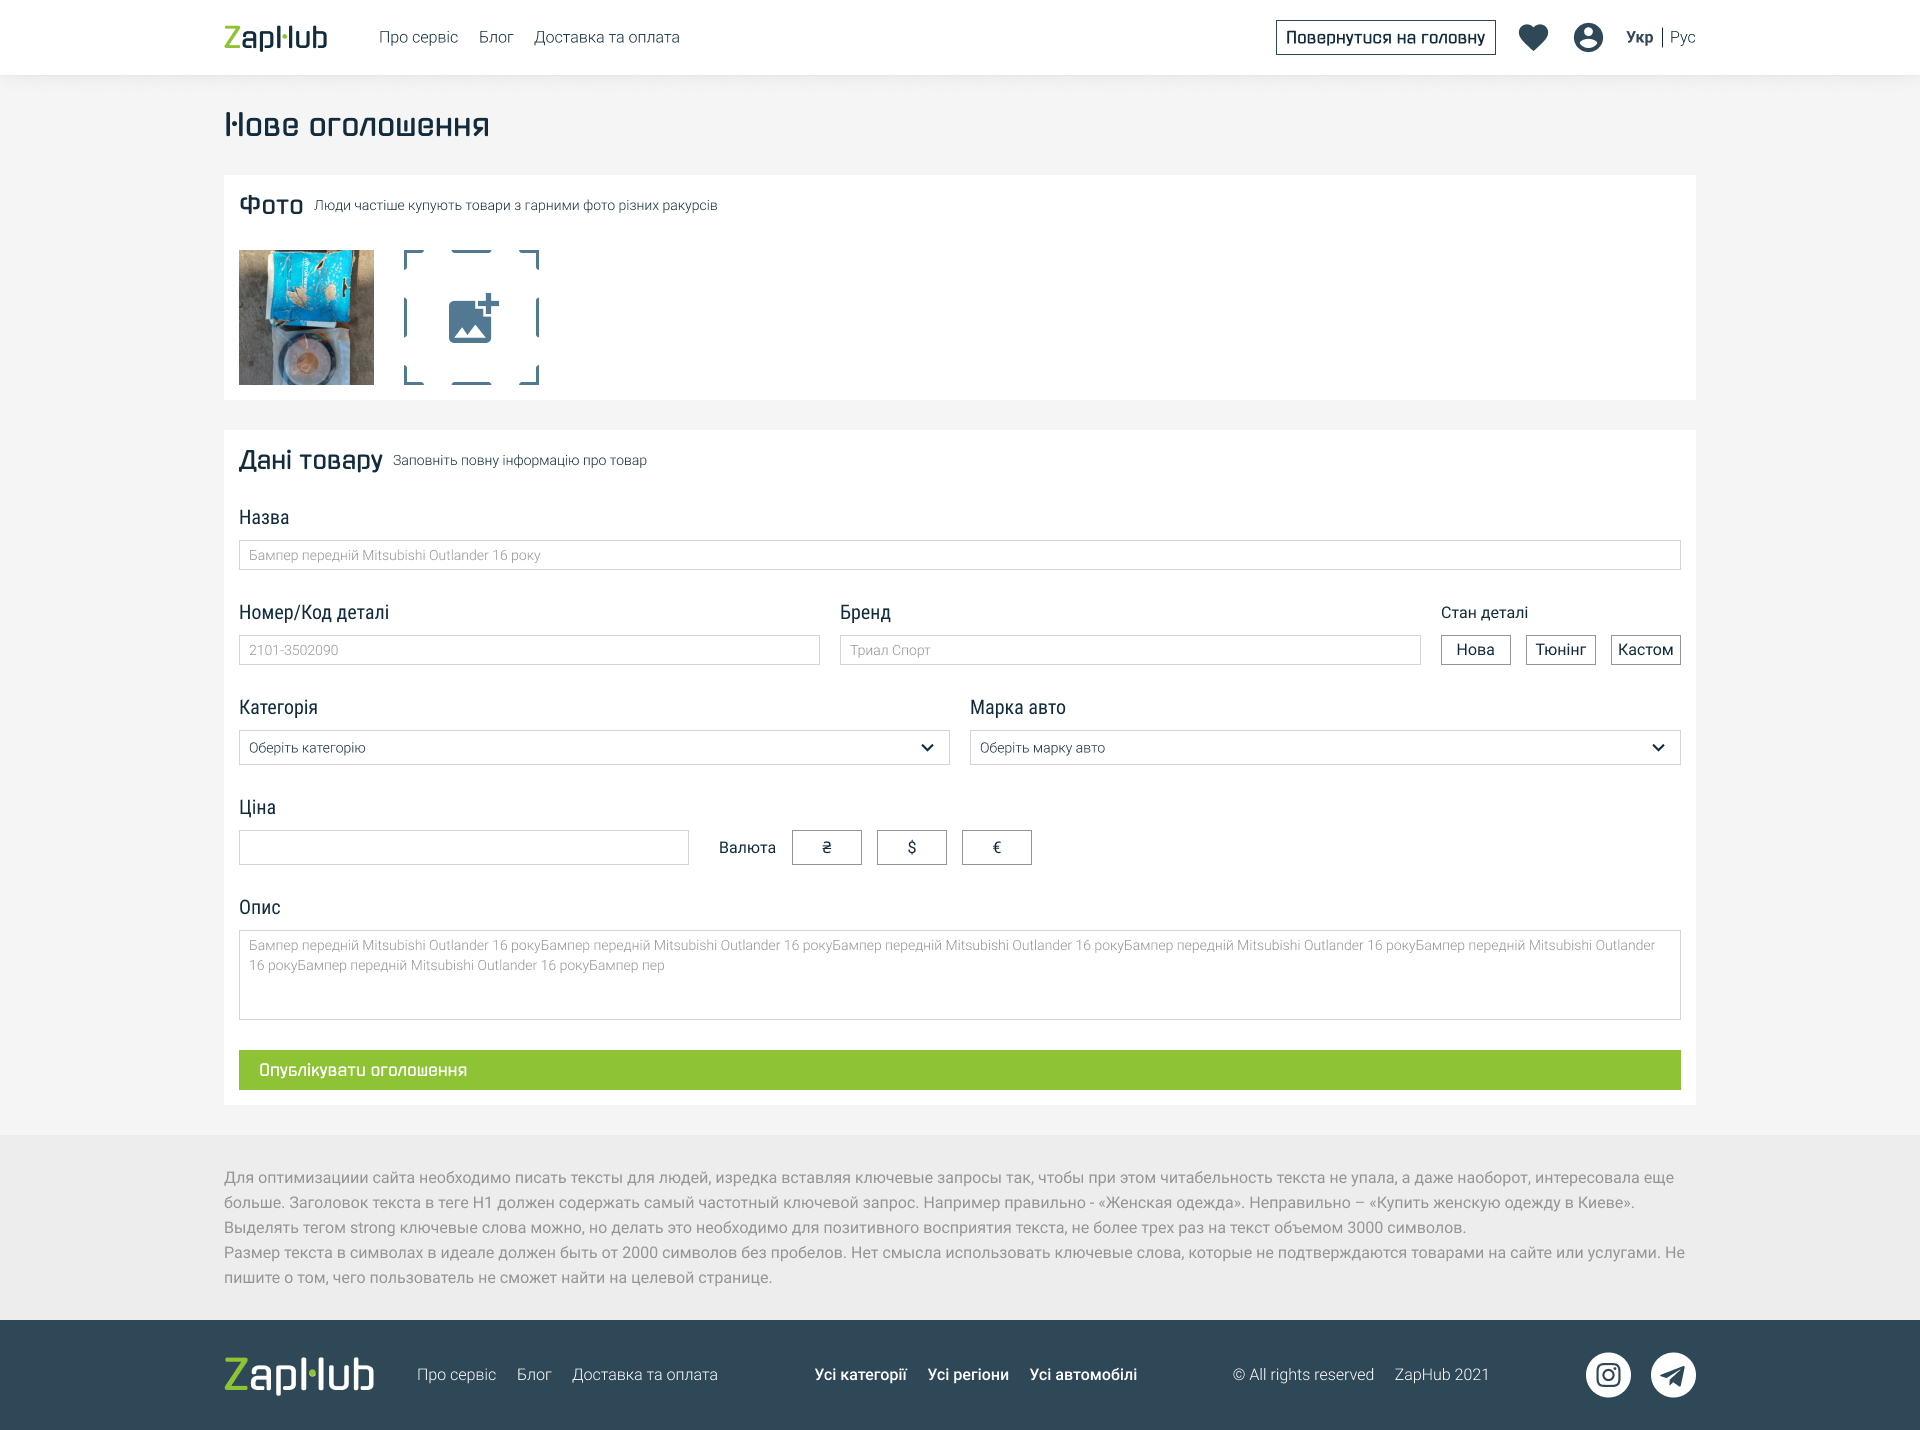 ZapHub
Про сервіс Блог Доставка та оплата
Повернутися на головну
Укр | Рус
Нове оголошення
Фото Люди частіше купують товари з гарними фото різних ракурсів
Дані товару Заповніть повну інформацію про товар
Назва
Бампер передній Mitsubishi Outlander 16 року
Номер/Код деталі Бренд Стан деталі
2101-3502090 Триал Спорт Нова Тюнінг Кастом
Категорія Марка авто
Оберіть категорію Оберіть марку авто
Ціна
Валюта ₴ $ €
Опис
Бампер передній Mitsubishi Outlander 16 рокуБампер передній Mitsubishi Outlander 16 рокуБампер передній Mitsubishi Outlander 16 рокуБампер передній Mitsubishi Outlander 16 рокуБампер передній Mitsubishi Outlander
16 рокуБампер передній Mitsubishi Outlander 16 рокуБампер пер
Опублікувати оголошення
Для оптимизациии сайта необходимо писать тексты для людей, изредка вставляя ключевые запросы так, чтобы при этом читабельность текста не упала, а даже наоборот, интересовала еще
больше. Заголовок текста в теге H1 должен содержать самый частотный ключевой запрос. Например правильно - «Женская одежда». Неправильно – «Купить женскую одежду в Киеве».
Выделять тегом strong ключевые слова можно, но делать это необходимо для позитивного восприятия текста, не более трех раз на текст объемом 3000 символов.
Размер текста в символах в идеале должен быть от 2000 символов без пробелов. Нет смысла использовать ключевые слова, которые не подтверждаются товарами на сайте или услугами. Не
пишите о том, чего пользователь не сможет найти на целевой странице.
ZapHub Про сервіс Блог Доставка та оплата Усі категорії Усі регіони Усі автомобілі © All rights reserved ZapHub 2021